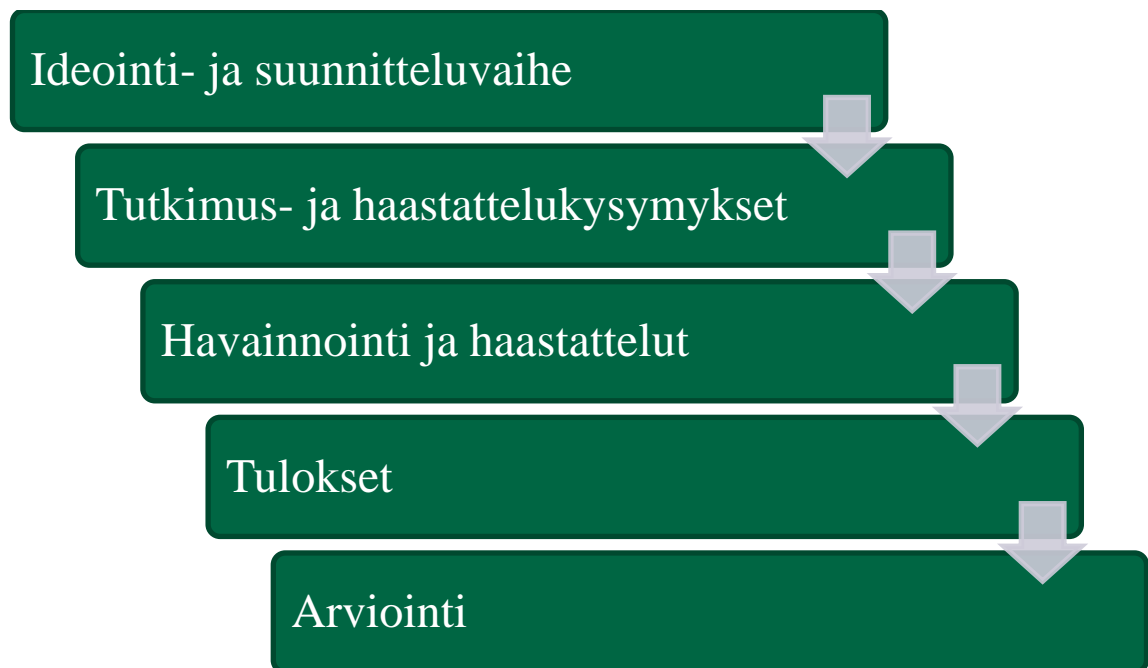 Ideointi- ja suunnitteluvaihe
Tutkimus- ja haastattelukysymykset
Havainnointi ja haastattelut
Tulokset
Arviointi